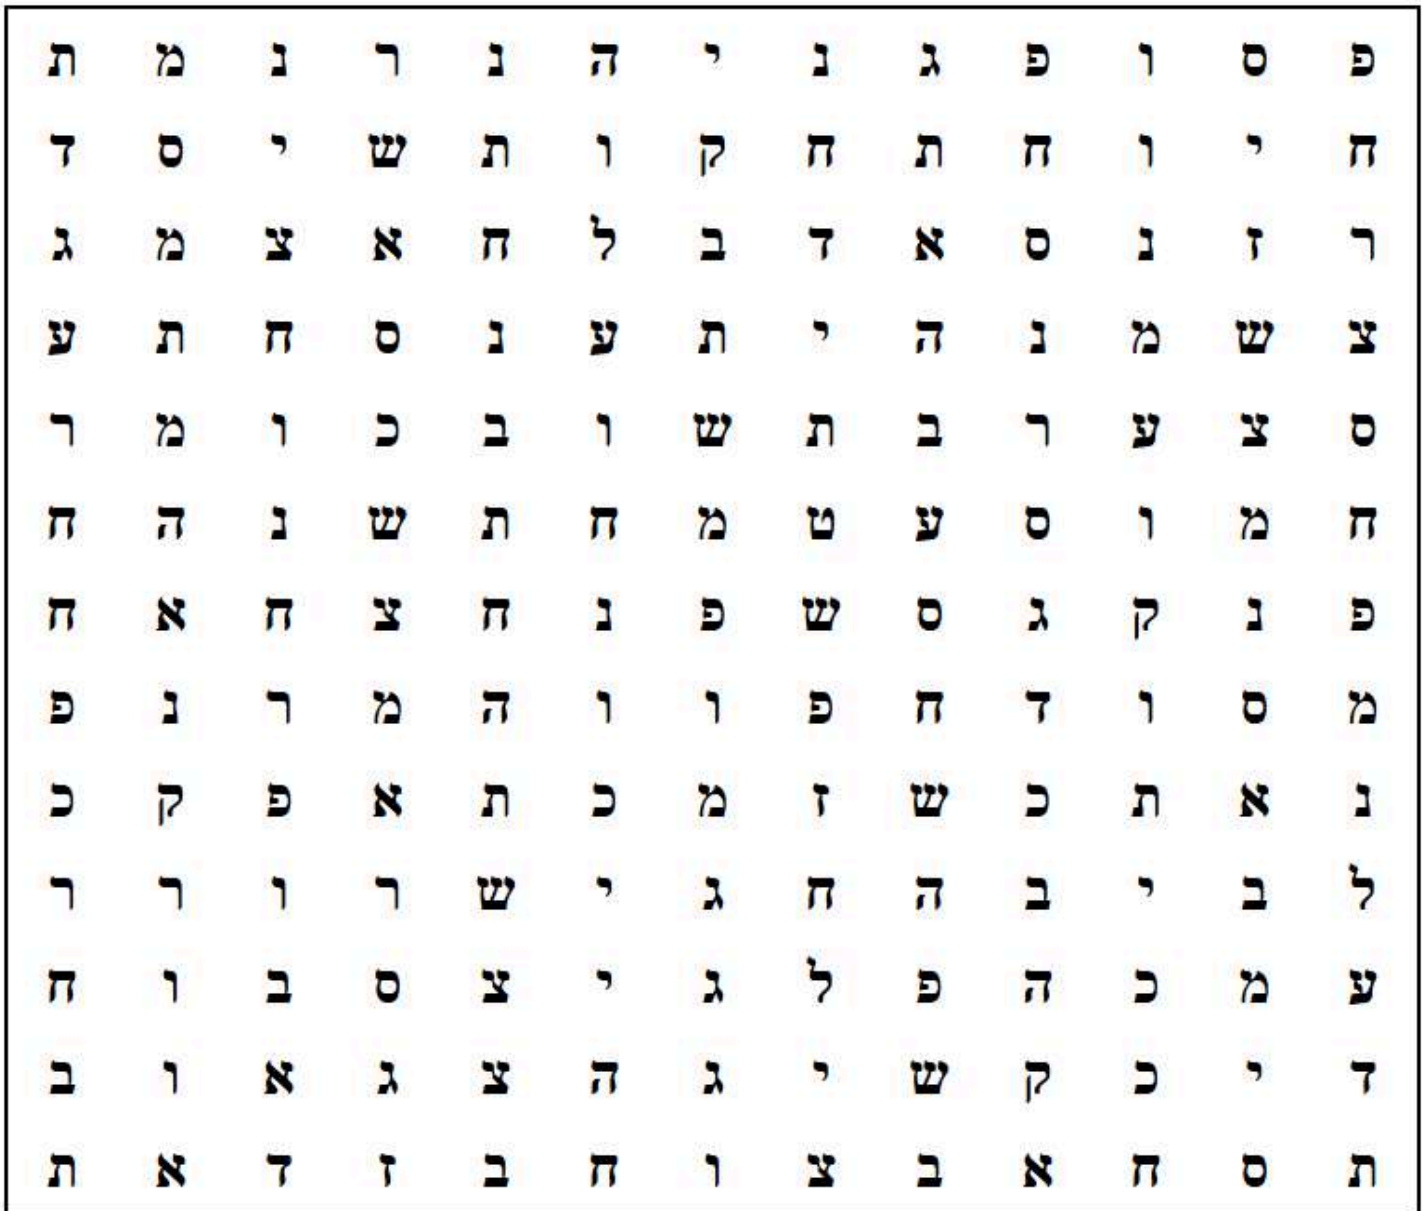 פ ס ו פ ג נ י ה נ ר נ מ ת
ח י ו ח ת ח ק ו ת ש י ס ד
ר ז נ ס א ד ב ל ח א צ מ ג
צ ש מ נ ה י ת ע נ ס ח ת ע
ס צ ע ר ב ת ש ו ב כ ו מ ר
ח מ ו ס ע ט מ ח ת ש נ ה ח
פ נ ק ג ס ש פ נ ח צ ח א ח
מ ס ו ד ח פ ו ו ה מ ר נ פ
נ א ת כ ש ז מ כ ת א פ ק כ
ל ב י ב ה ח ג י ש ר ו ר ר
ע מ כ ה פ ל ג י צ ס ב ו ח
ד י כ ק ש י ג ה צ ג א ו ב
ת ס ח א ב צ ו ח ב ז ד א ת